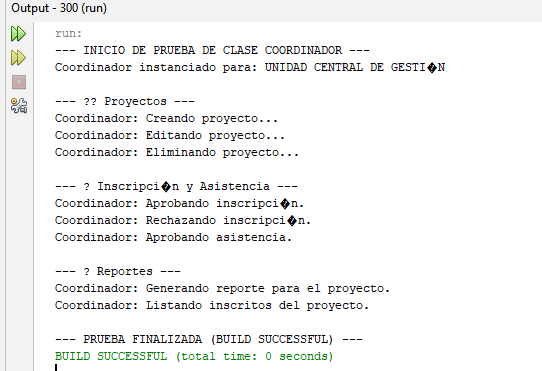 Output - 300 (run)
run:
--- INICIO DE PRUEBA DE CLASE COORDINADOR ---
Coordinador instanciado para: UNIDAD CENTRAL DE GESTI�N
--- ?? Proyectos ---
Coordinador: Creando proyecto...
Coordinador: Editando proyecto...
Coordinador: Eliminando proyecto...
--- ? Inscripci�n y Asistencia ---
Coordinador: Aprobando inscripci�n.
Coordinador: Rechazando inscripci�n.
Coordinador: Aprobando asistencia.
--- ? Reportes ---
Coordinador: Generando reporte para el proyecto.
Coordinador: Listando inscritos del proyecto.
--- PRUEBA FINALIZADA (BUILD SUCCESSFUL) ---
BUILD SUCCESSFUL (total time: 0 seconds)